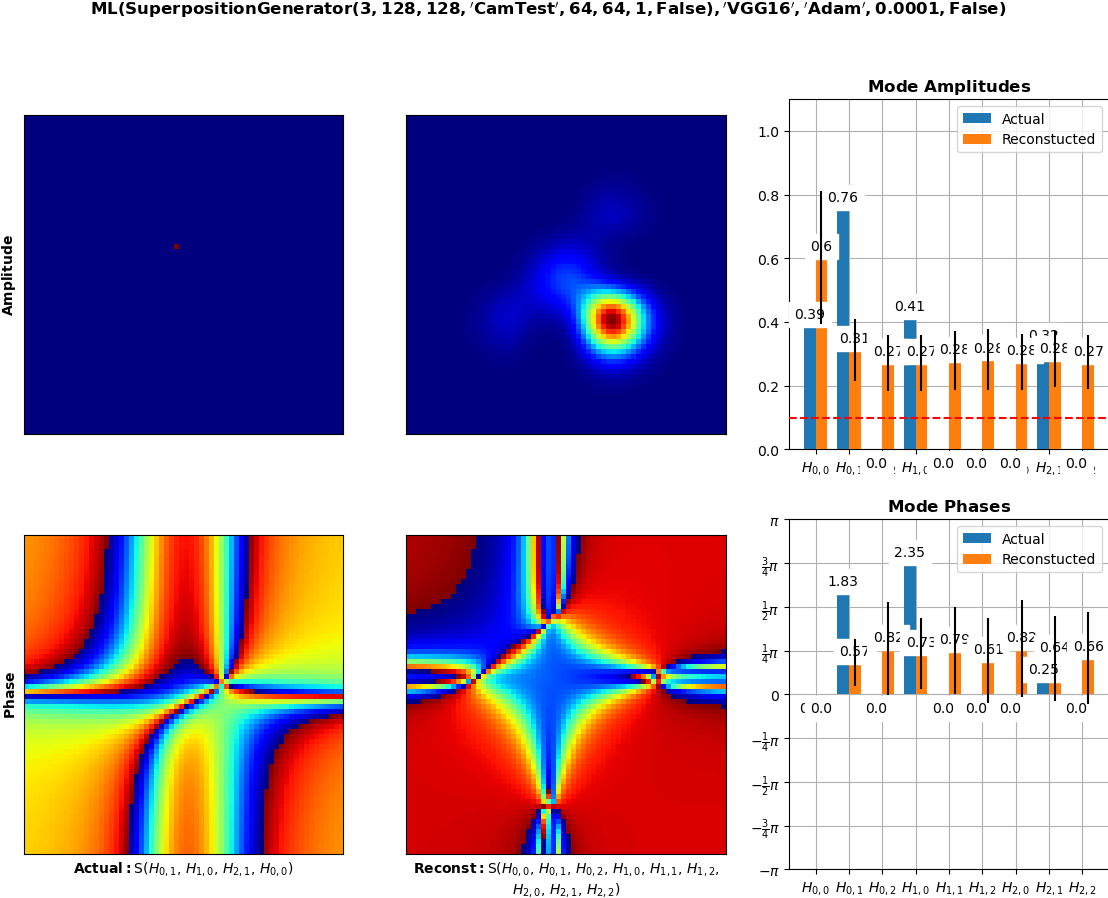 ML(SuperpositionGenerator(3, 128, 128, 'CamTest', 64, 64, 1, False), 'VGG16', 'Adam', 0.0001, False)
Mode Amplitudes
Amplitude
Actual
Reconstucted
1.0
0.8
0.6
0.4
0.2
0.0
0.39
0.6
0.76
0.31
0.27
0.41
0.27
0.28
0.28
0.28
0.32
0.28
0.27
0.0
0.0
0.0
0.0
0.0
H0,0
H1,0
Mode Phases
Phase
Actual
Reconstucted
π
3/4π
1/2π
1/4π
0
−1/4π
−1/2π
−3/4π
−π
1.83
0.57
0.82
2.35
0.73
0.79
0.61
0.82
0.25
0.64
0.66
0.0
0.0
0.0
0.0
0.0
0.0
H0,0 H0,1 H0,2 H1,0 H1,1 H1,2 H2,0 H2,1 H2,2
Actual: S(H0,1, H1,0, H2,1, H0,0)
Reconst: S(H0,0, H0,1, H0,2, H1,0, H1,1, H1,2,
H2,0, H2,1, H2,2)